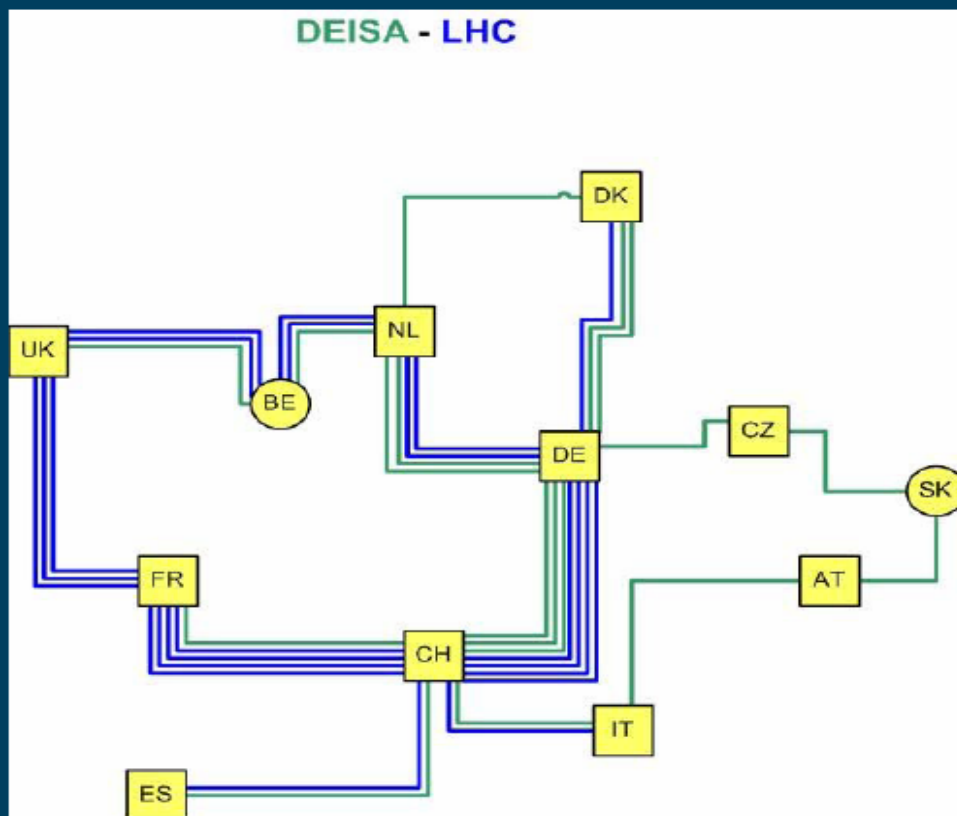 DEISA - LHC
DK
NL
UK
BE
CZ
DE
SK
FR
AT
CH
IT
ES